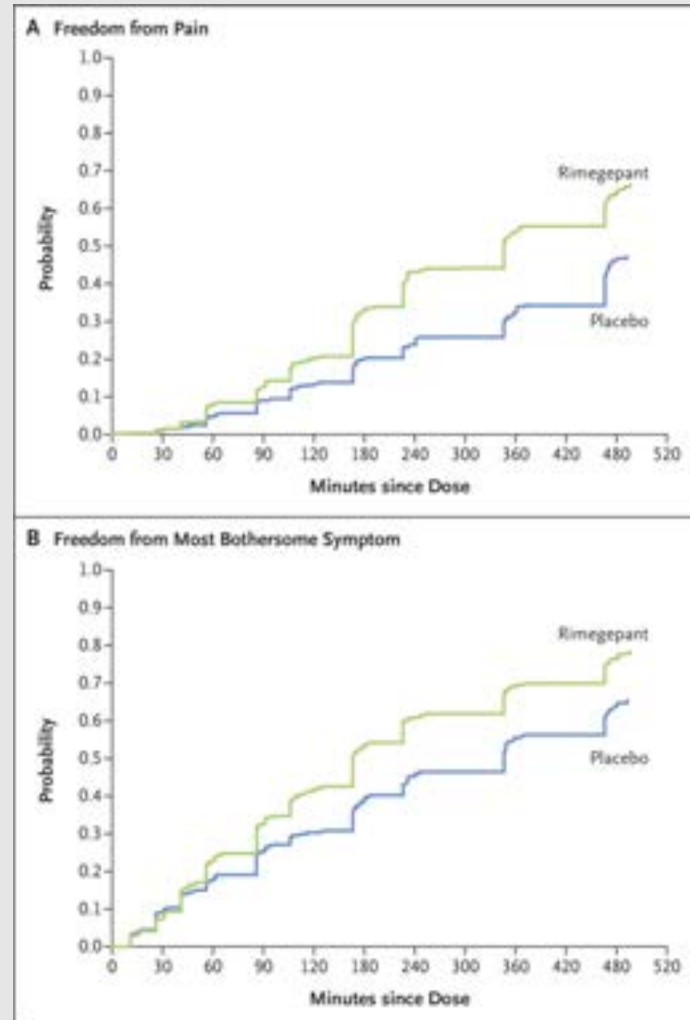 A Freedom from Pain
1.0
0.9
0.8
0.7
0.6
0.5
0.4
0.3
0.2
0.1
0.0
Probability
Rimegepant
Placebo
0 30 60 90 120 180 240 300 360 420 480 520
Minutes since Dose
B Freedom from Most Bothersome Symptom
1.0
0.9
0.8
0.7
0.6
0.5
0.4
0.3
0.2
0.1
0.0
Probability
Rimegepant
Placebo
0 30 60 90 120 180 240 300 360 420 480 520
Minutes since Dose